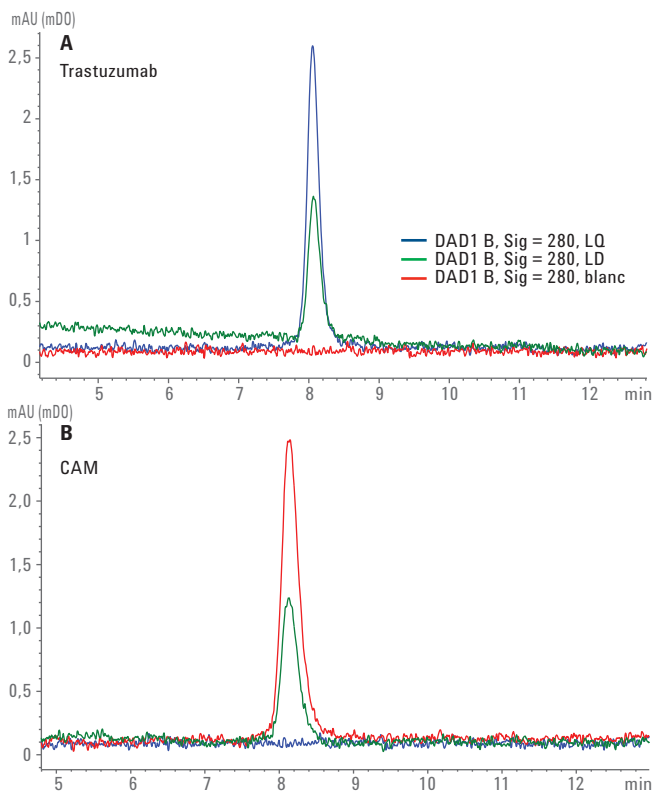 mAU (mDO)
A
Trastuzumab
2,5
2
1,5
1
0,5
0
DAD1 B, Sig = 280, LQ
DAD1 B, Sig = 280, LD
DAD1 B, Sig = 280, blanc
5 6 7 8 9 10 11 12 min
mAU (mDO)
B
CAM
2,5
2,0
1,5
1,0
0,5
0
5 6 7 8 9 10 11 12 min